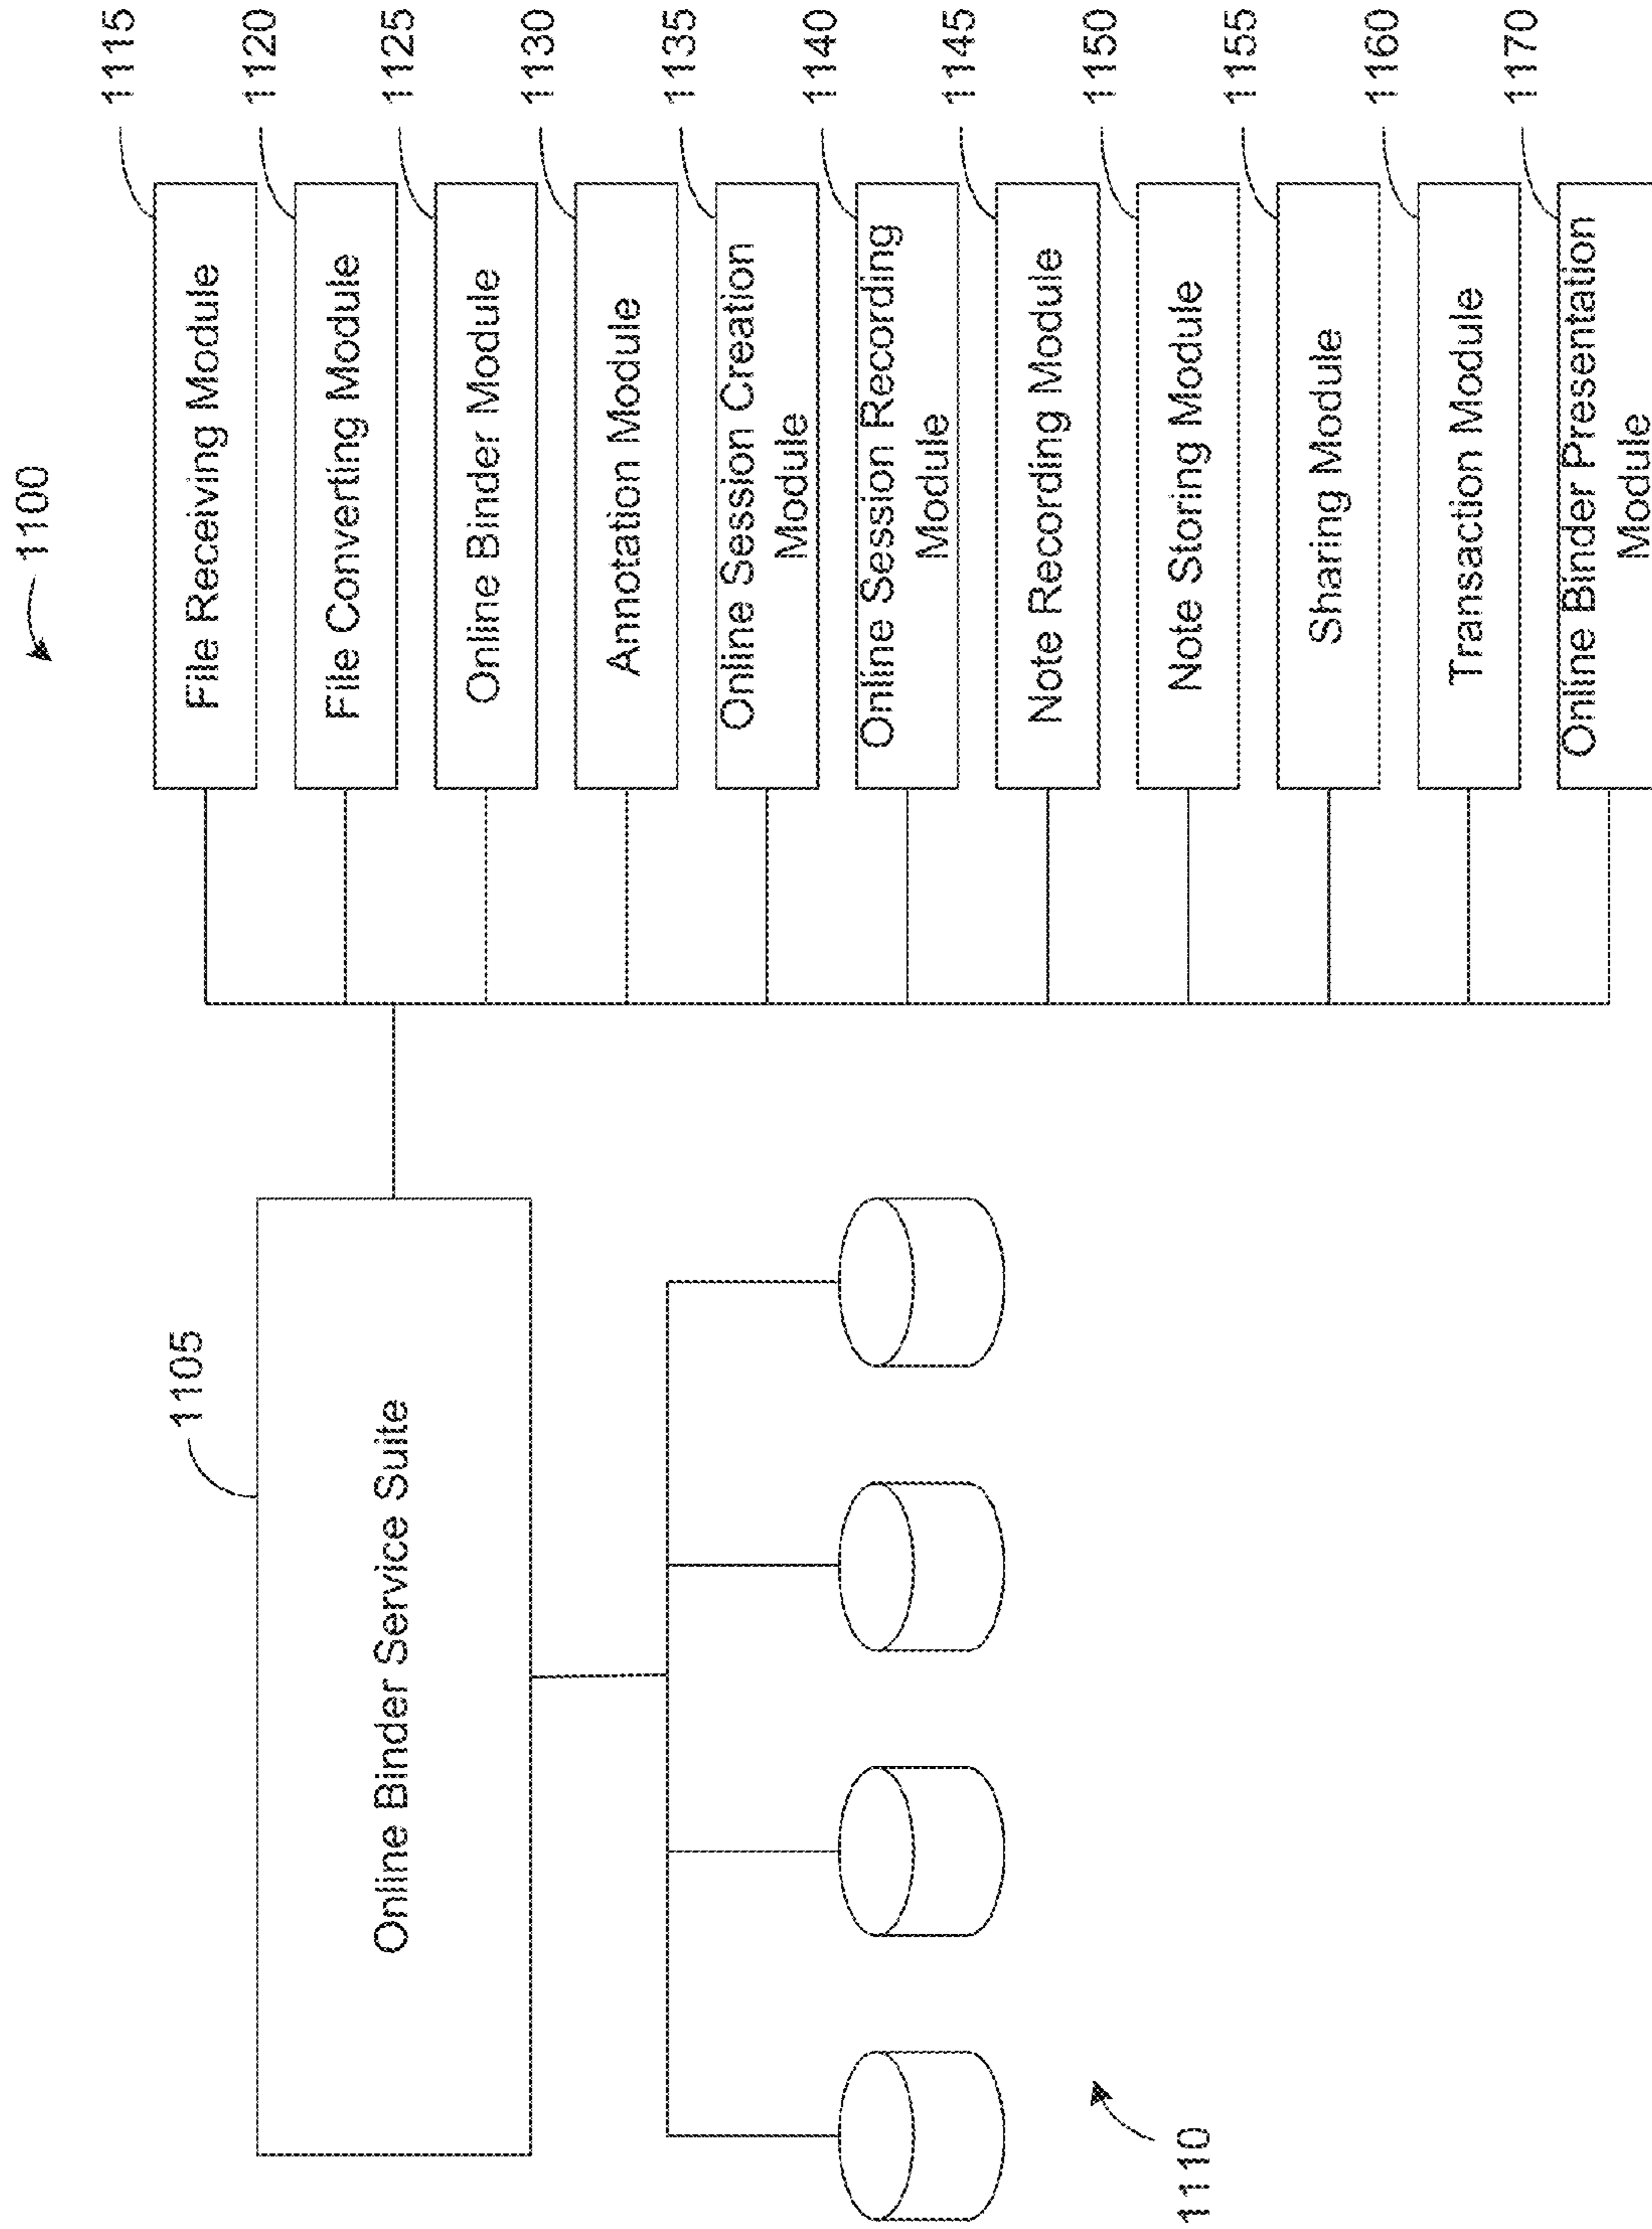 1100
1105
Online Binder Service Suite
1110
File Receiving Module
1115
File Converting Module
1120
Online Binder Module
1125
Annotation Module
1130
Online Session Creation
Module
1135
Online Session Recording
Module
1140
Note Recording Module
1145
Note Storing Module
1150
Sharing Module
1155
Transaction Module
1160
Online Binder Presentation
Module
1170